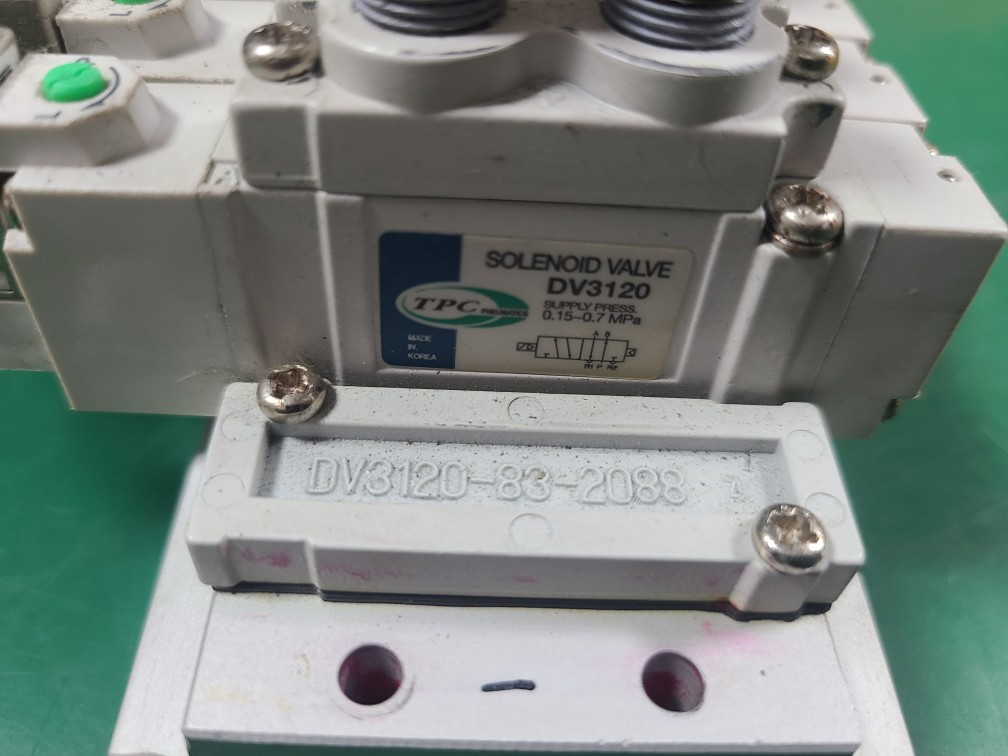 SOLENOID VALVE
DV3120
SUPPLY PRESS.
0.15~0.7 MPa
TPC PNEUMATICS
MADE
IN.
KOREA
A B
R1 P R2
DV3120-83-2088